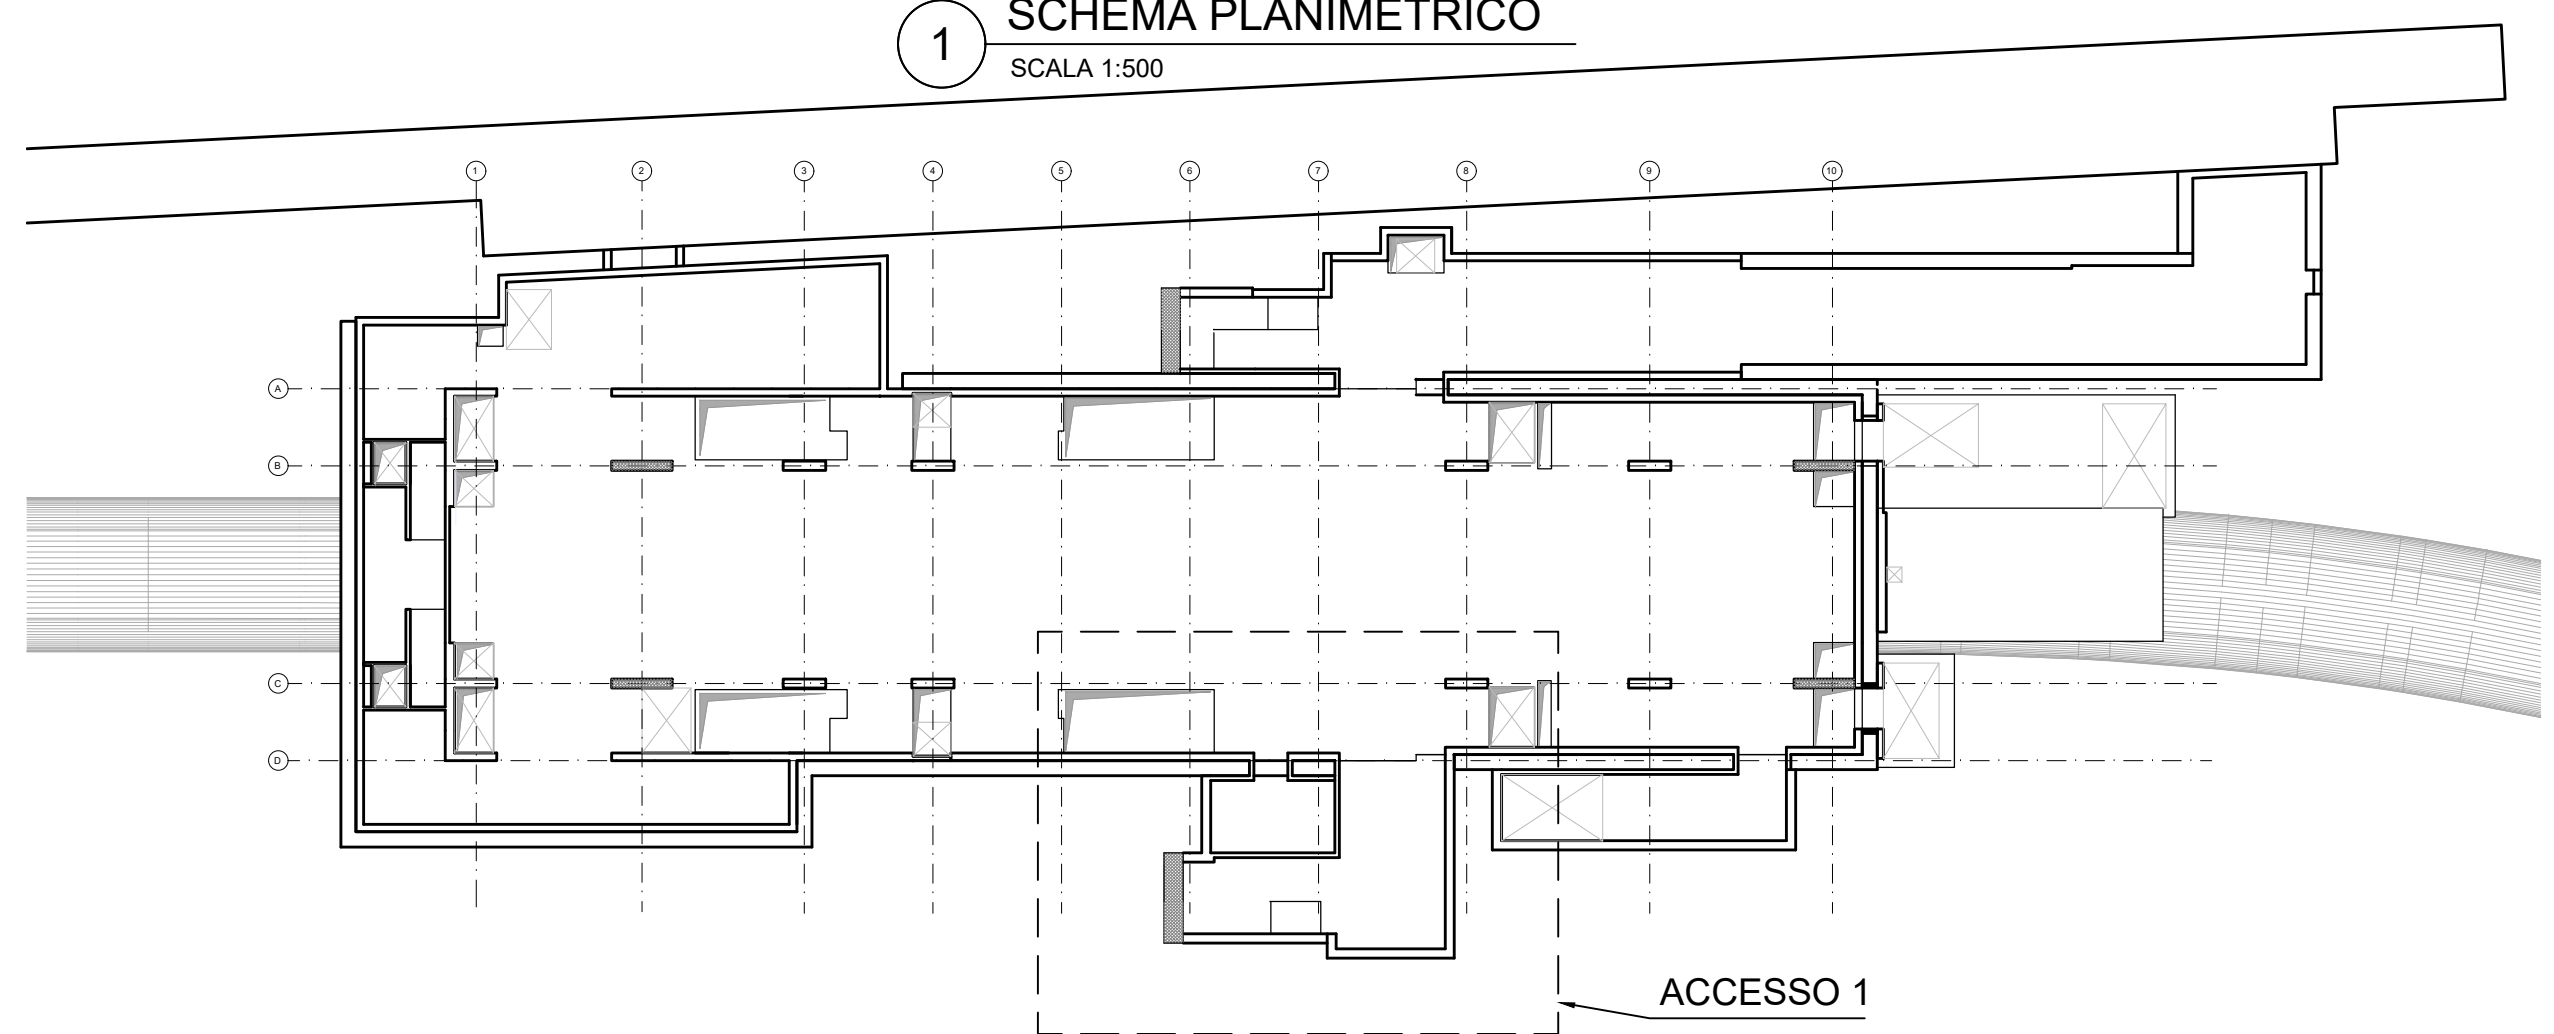 1
SCHEMA PLANIMETRICO
SCALA 1:500
1 2 3 4 5 6 7 8 9 10
A
B
C
D
ACCESSO 1